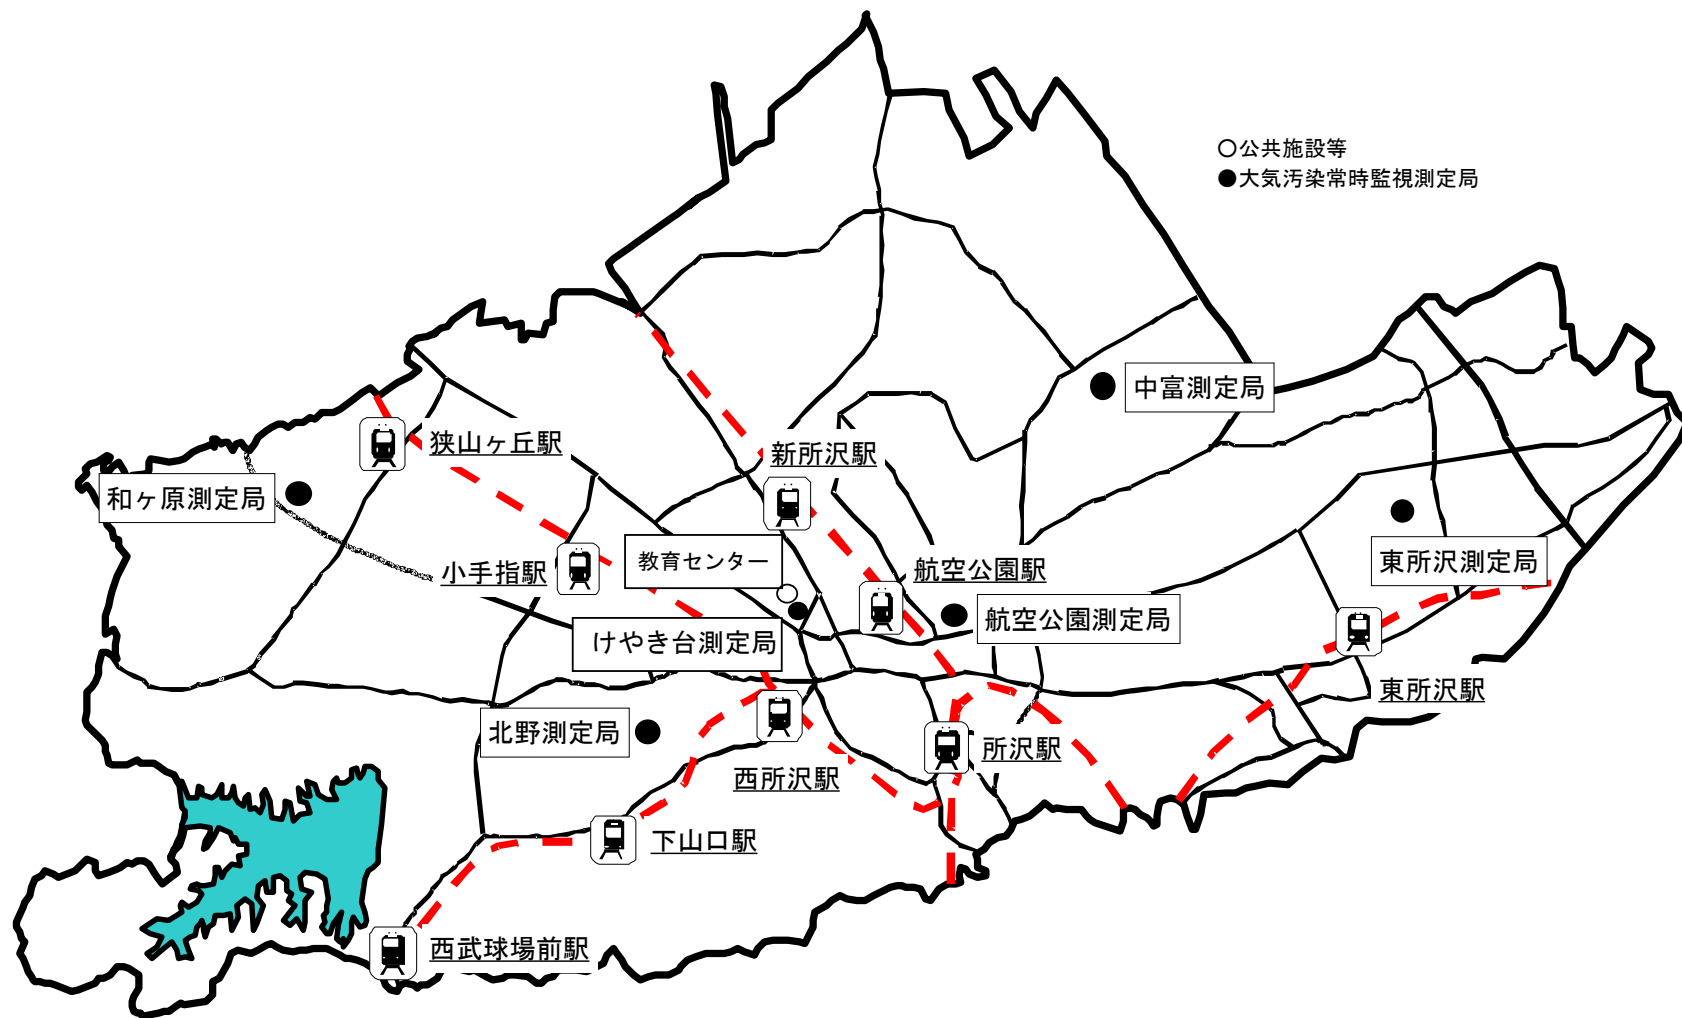 ○公共施設等
●大気汚染常時監視測定局
中富測定局
狭山ヶ丘駅
新所沢駅
和ヶ原測定局
小手指駅
教育センター
航空公園駅
東所沢測定局
航空公園測定局
けやき台測定局
東所沢駅
北野測定局
所沢駅
西所沢駅
下山口駅
西武球場前駅